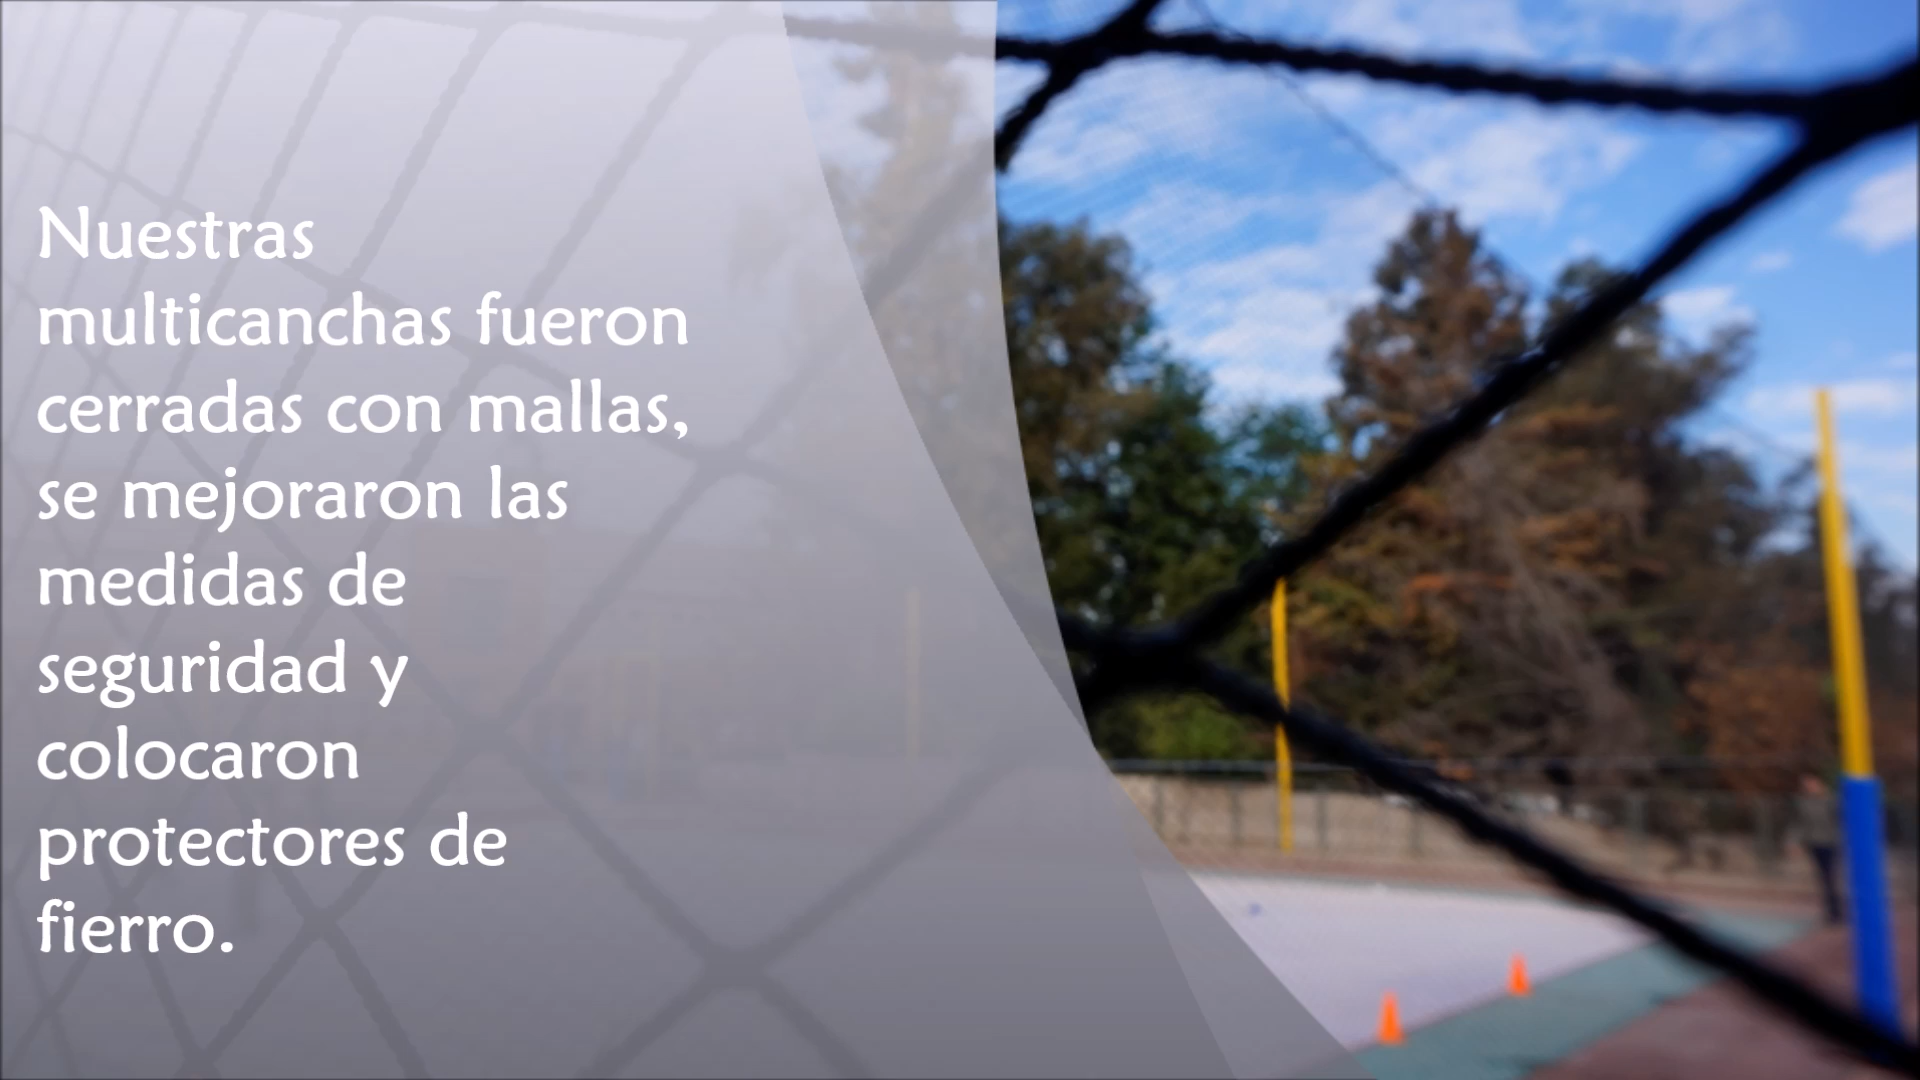 Nuestras
multicanchas fueron
cerradas con mallas,
se mejoraron las
medidas de
seguridad y
colocaron
protectores de
fierro.